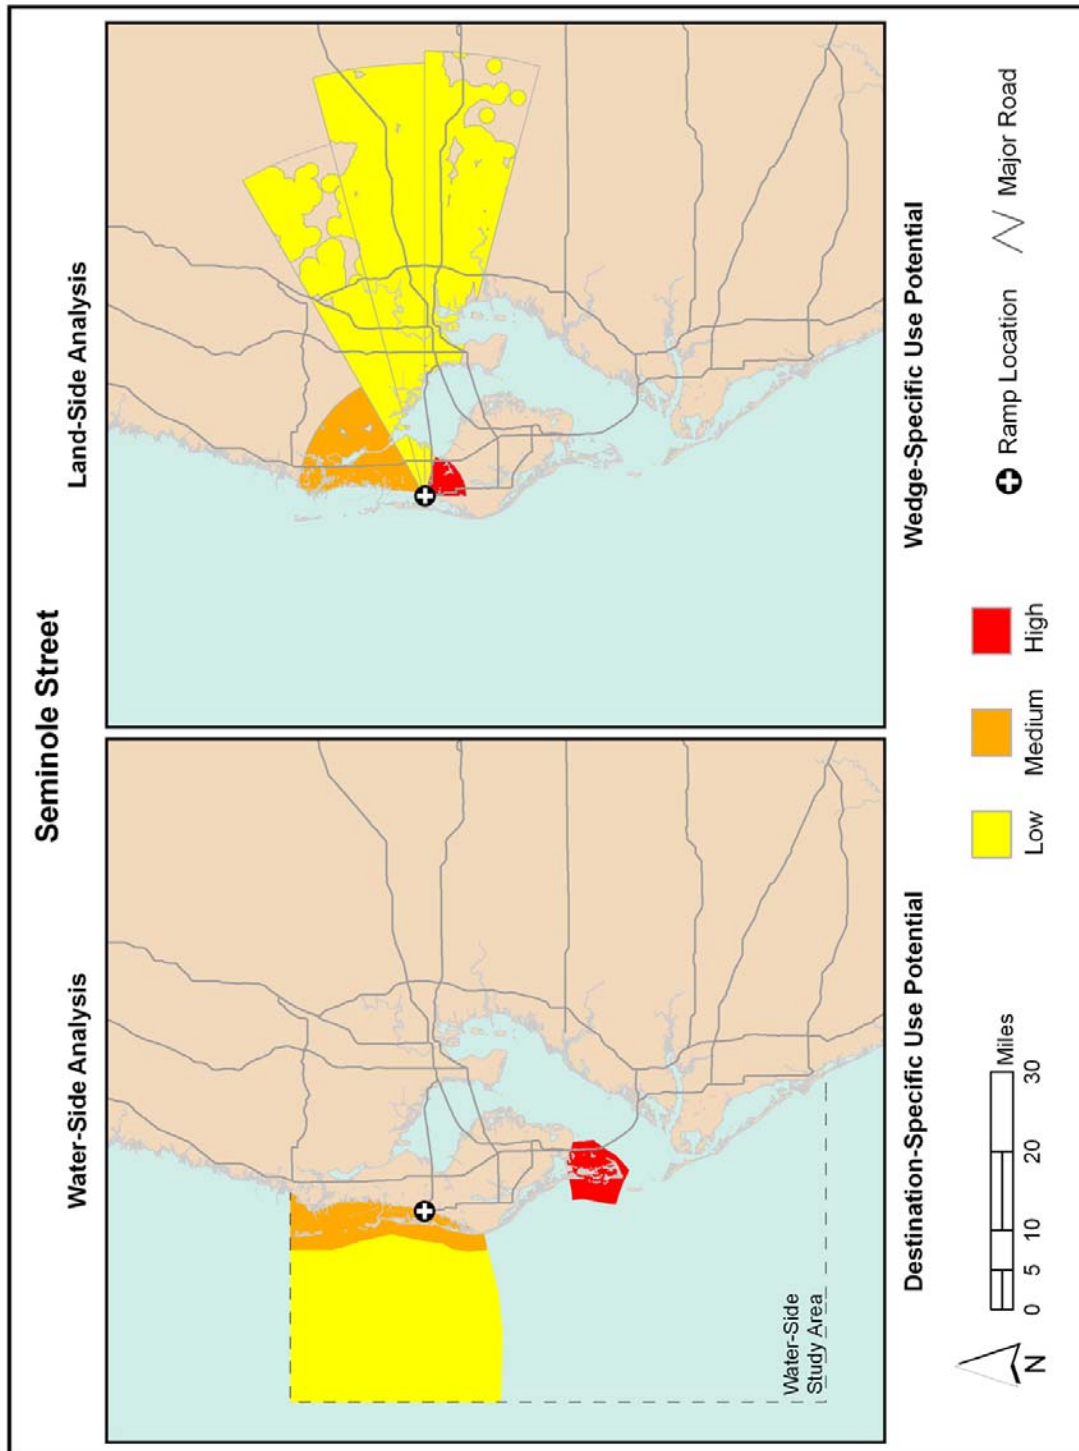 Seminole Street
Water-Side Analysis
Land-Side Analysis
Water-Side
Study Area
Destination-Specific Use Potential
Wedge-Specific Use Potential
N
0 5 10 20 30
Miles
Low
Medium
High
Ramp Location
Major Road